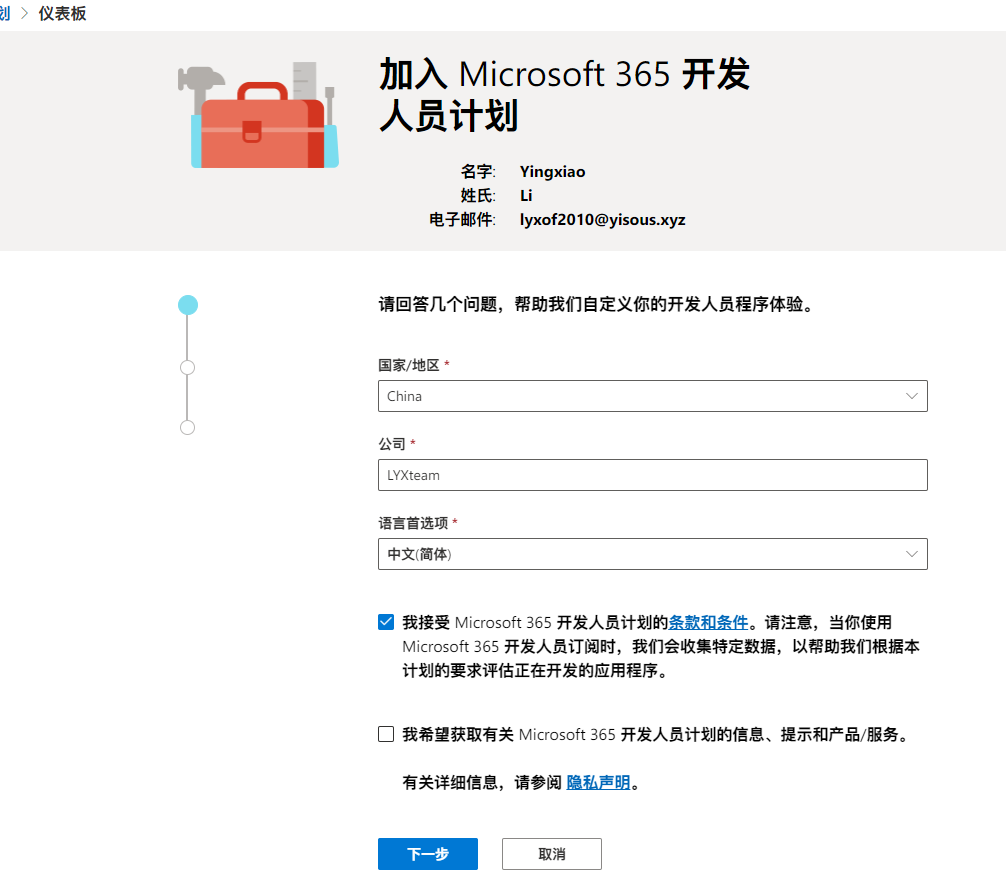 划 > 仪表板
加入 Microsoft 365 开发
人员计划
名字: Yingxiao
姓氏: Li
电子邮件: lyxof2010@yisous.xyz
请回答几个问题，帮助我们自定义你的开发人员程序体验。
国家/地区 *
China
公司 *
LYXteam
语言首选项 *
中文(简体)
我接受 Microsoft 365 开发人员计划的条款和条件。请注意，当你使用
Microsoft 365 开发人员订阅时，我们会收集特定数据，以帮助我们根据本
计划的要求评估正在开发的应用程序。
我希望获取有关 Microsoft 365 开发人员计划的信息、提示和产品/服务。
有关详细信息，请参阅 隐私声明。
下一步 取消